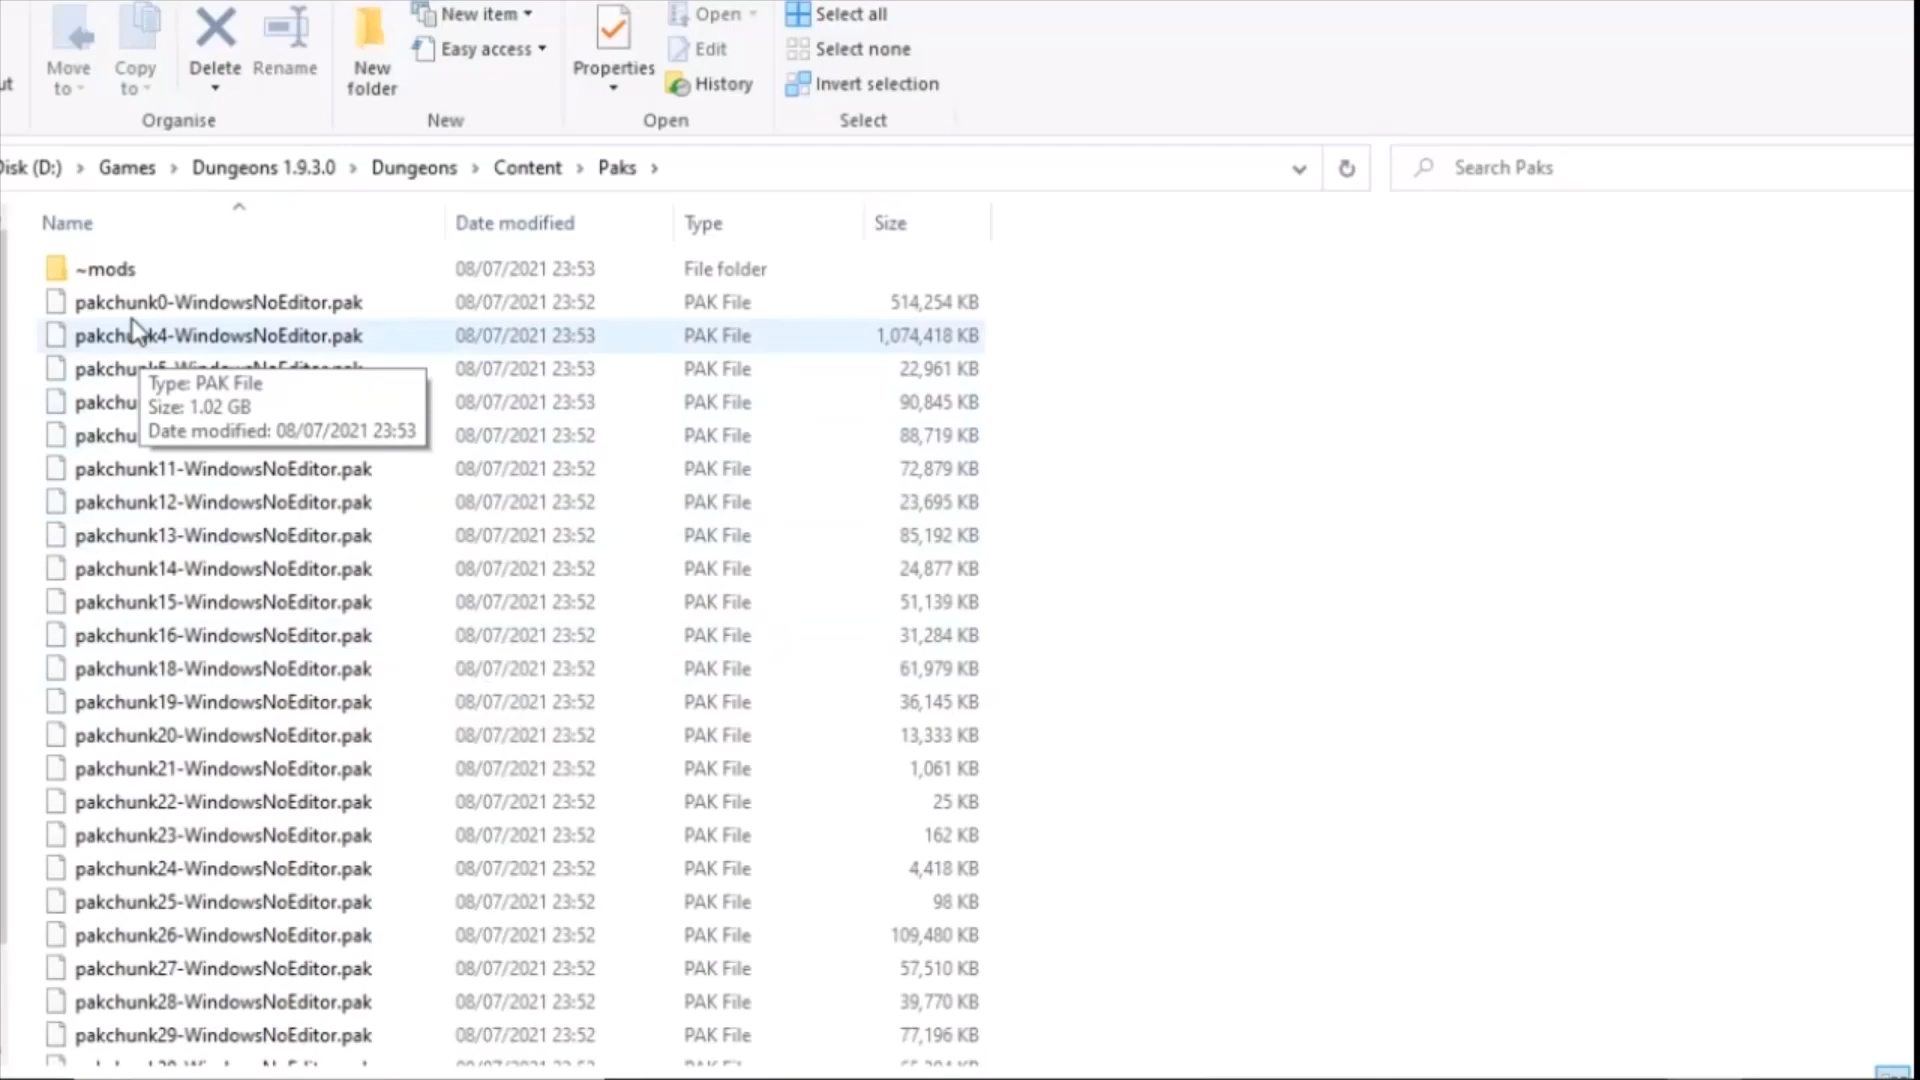 New item
Open
Select all
Easy access
Edit
Select none
Move to
Copy to
Delete
Rename
New folder
Properties
History
Invert selection
Organise
New
Open
Select
Disk (D:) › Games › Dungeons 1.9.3.0 › Dungeons › Content › Paks ›
Search Paks
Name Date modified Type Size
~mods 08/07/2021 23:53 File folder
pakchunk0-WindowsNoEditor.pak 08/07/2021 23:52 PAK File 514,254 KB
pakchunk4-WindowsNoEditor.pak 08/07/2021 23:53 PAK File 1,074,418 KB
pakchunk5-WindowsNoEditor.pak 08/07/2021 23:53 PAK File 22,961 KB
Type: PAK File
pakchu 08/07/2021 23:53 PAK File 90,845 KB
Size: 1.02 GB
pakchu 08/07/2021 23:52 PAK File 88,719 KB
Date modified: 08/07/2021 23:53
pakchunk11-WindowsNoEditor.pak 08/07/2021 23:52 PAK File 72,879 KB
pakchunk12-WindowsNoEditor.pak 08/07/2021 23:52 PAK File 23,695 KB
pakchunk13-WindowsNoEditor.pak 08/07/2021 23:52 PAK File 85,192 KB
pakchunk14-WindowsNoEditor.pak 08/07/2021 23:52 PAK File 24,877 KB
pakchunk15-WindowsNoEditor.pak 08/07/2021 23:52 PAK File 51,139 KB
pakchunk16-WindowsNoEditor.pak 08/07/2021 23:52 PAK File 31,284 KB
pakchunk18-WindowsNoEditor.pak 08/07/2021 23:52 PAK File 61,979 KB
pakchunk19-WindowsNoEditor.pak 08/07/2021 23:52 PAK File 36,145 KB
pakchunk20-WindowsNoEditor.pak 08/07/2021 23:52 PAK File 13,333 KB
pakchunk21-WindowsNoEditor.pak 08/07/2021 23:52 PAK File 1,061 KB
pakchunk22-WindowsNoEditor.pak 08/07/2021 23:52 PAK File 25 KB
pakchunk23-WindowsNoEditor.pak 08/07/2021 23:52 PAK File 162 KB
pakchunk24-WindowsNoEditor.pak 08/07/2021 23:52 PAK File 4,418 KB
pakchunk25-WindowsNoEditor.pak 08/07/2021 23:52 PAK File 98 KB
pakchunk26-WindowsNoEditor.pak 08/07/2021 23:52 PAK File 109,480 KB
pakchunk27-WindowsNoEditor.pak 08/07/2021 23:52 PAK File 57,510 KB
pakchunk28-WindowsNoEditor.pak 08/07/2021 23:52 PAK File 39,770 KB
pakchunk29-WindowsNoEditor.pak 08/07/2021 23:52 PAK File 77,196 KB